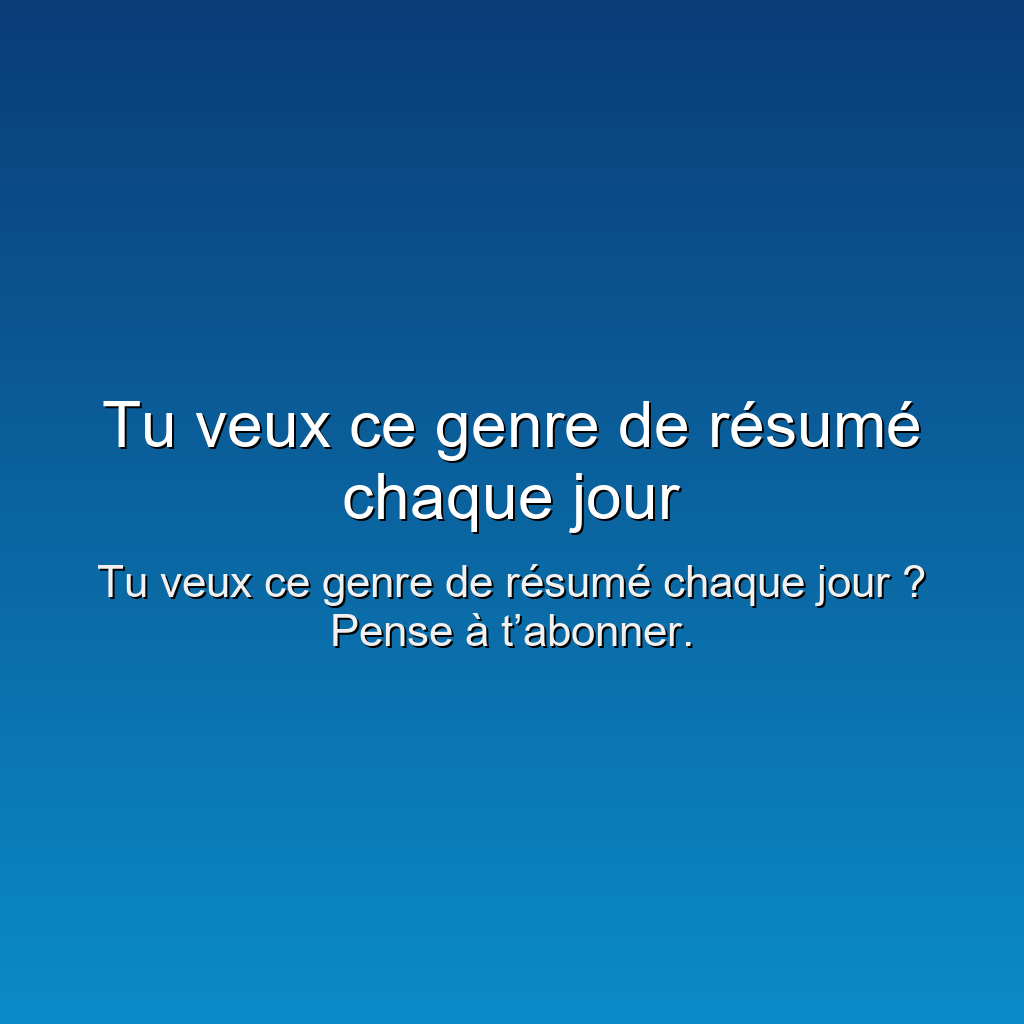 Tu veux ce genre de résumé
chaque jour
Tu veux ce genre de résumé chaque jour ?
Pense à t’abonner.